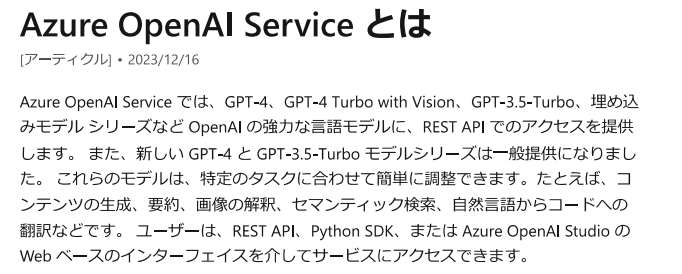 Azure OpenAI Service とは
[アーティクル] • 2023/12/16
Azure OpenAI Service では、GPT-4、GPT-4 Turbo with Vision、GPT-3.5-Turbo、埋め込
みモデル シリーズなど OpenAI の強力な言語モデルに、REST API でのアクセスを提供
します。 また、新しい GPT-4 と GPT-3.5-Turbo モデルシリーズは一般提供になりまし
た。 これらのモデルは、特定のタスクに合わせて簡単に調整できます。たとえば、コ
ンテンツの生成、要約、画像の解釈、セマンティック検索、自然言語からコードへの
翻訳などです。 ユーザーは、REST API、Python SDK、または Azure OpenAI Studio の
Web ベースのインターフェイスを介してサービスにアクセスできます。